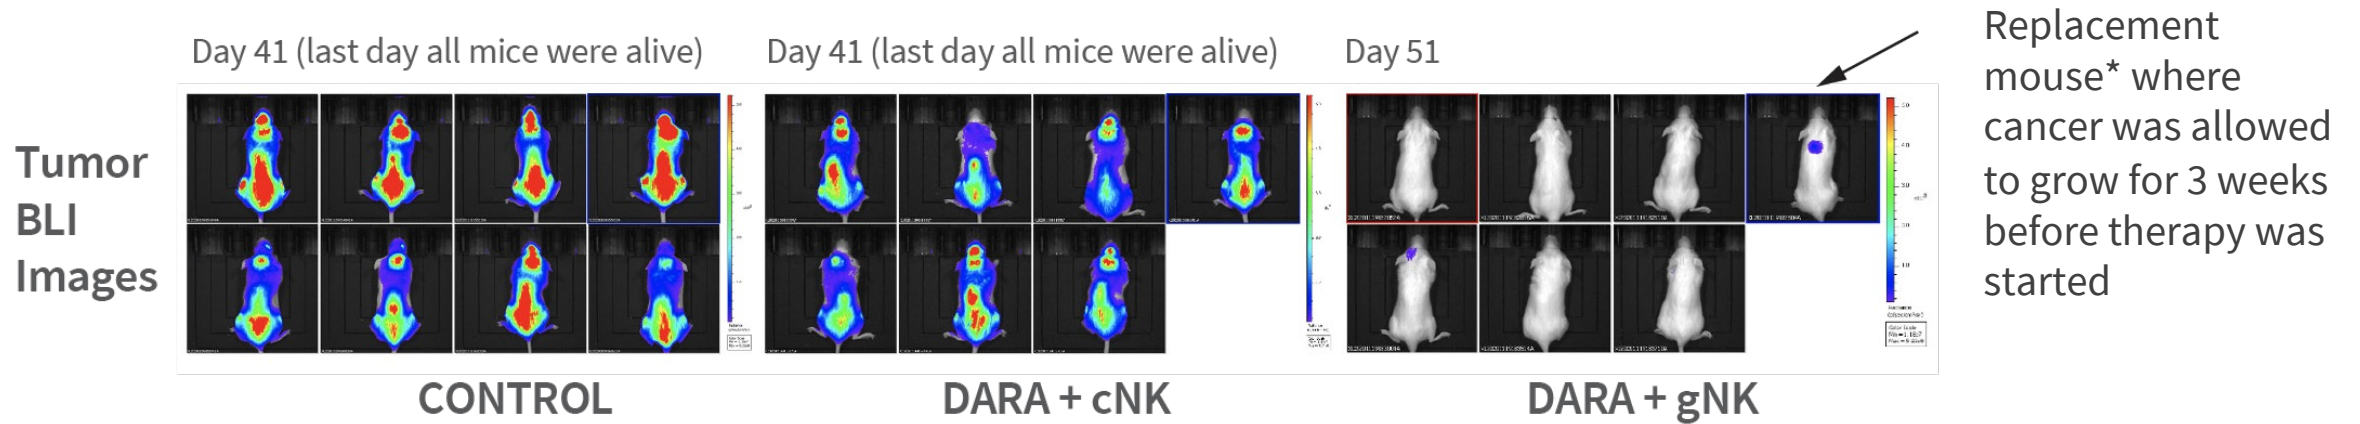 Day 41 (last day all mice were alive)
Day 41 (last day all mice were alive)
Day 51
Replacement
mouse* where
cancer was allowed
to grow for 3 weeks
before therapy was
started
Tumor
BLI
Images
CONTROL
DARA + cNK
DARA + gNK